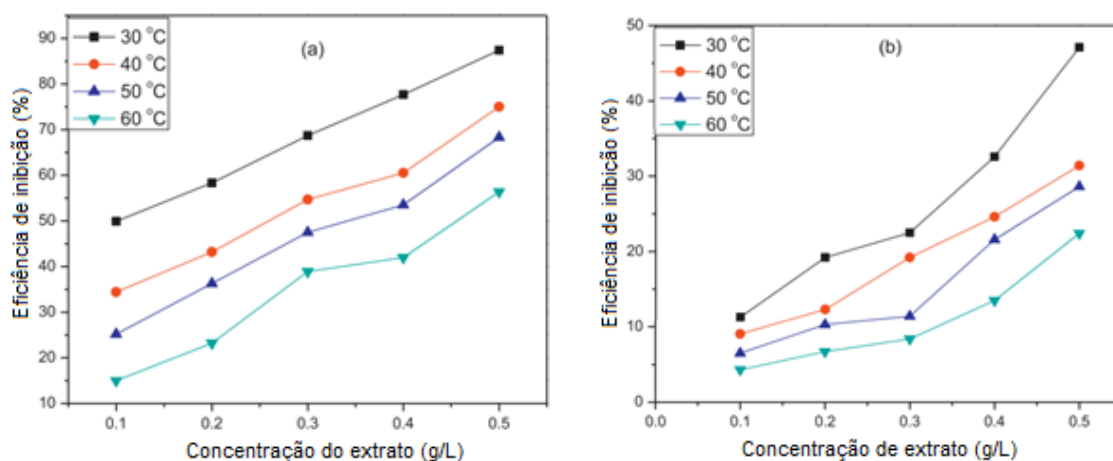 30 °C
40 °C
50 °C
60 °C
(a)
Eficiência de inibição (%)
90
80
70
60
50
40
30
20
10
0.1 0.2 0.3 0.4 0.5
Concentração do extrato (g/L)
30 °C
40 °C
50 °C
60 °C
(b)
Eficiência de inibição (%)
50
40
30
20
10
0
0.0 0.1 0.2 0.3 0.4 0.5
Concentração de extrato (g/L)